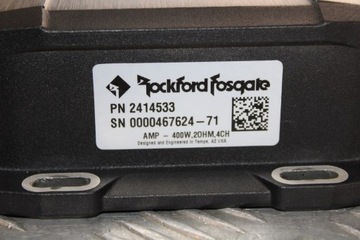 Rockford Fosgate
PN 2414533
SN 0000467624-71
AMP - 400W,2OHM,4CH
Designed and Engineered in Tempe, AZ USA